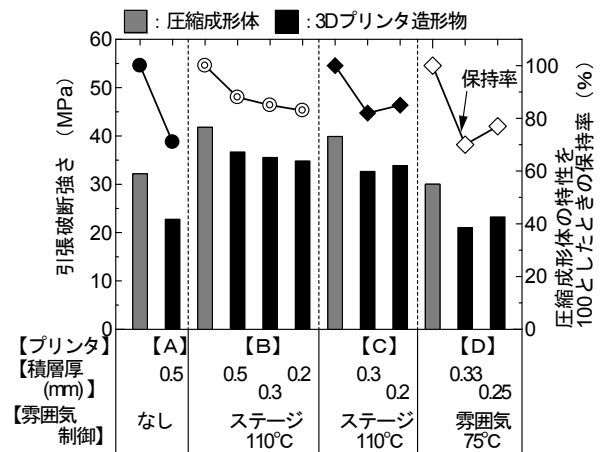 ■：圧縮成形体 ■：3Dプリンタ造形物
引張破断強さ（MPa）
60
50
40
30
20
10
0
保持率
100
80
60
40
20
0
圧縮成形体の特性を
100としたときの保持率（%）
【プリンタ】 【A】 【B】 【C】 【D】
【積層厚 (mm)】 0.5 0.5 0.3 0.2 0.3 0.2 0.33 0.25
【雰囲気 制御】 なし ステージ 110℃ ステージ 110℃ 雰囲気 75℃